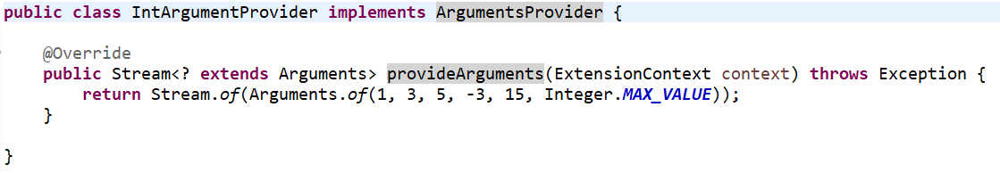 public class IntArgumentProvider implements ArgumentsProvider {
@Override
public Stream<? extends Arguments> provideArguments(ExtensionContext context) throws Exception {
return Stream.of(Arguments.of(1, 3, 5, -3, 15, Integer.MAX_VALUE));
}
}